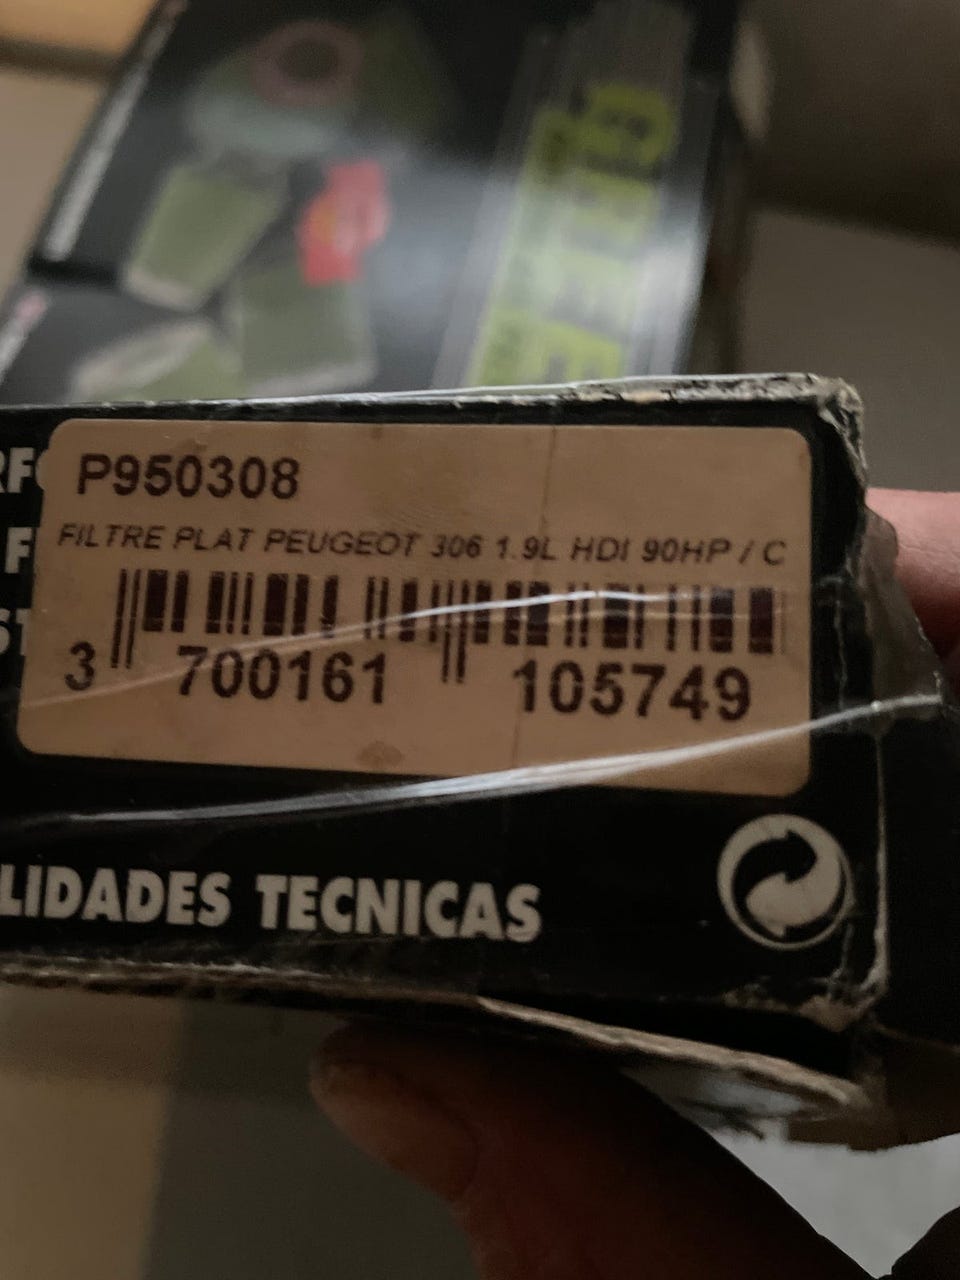 P950308
FILTRE PLAT PEUGEOT 306 1.9L HDI 90HP / C
3 700161 105749
LIDADES TECNICAS